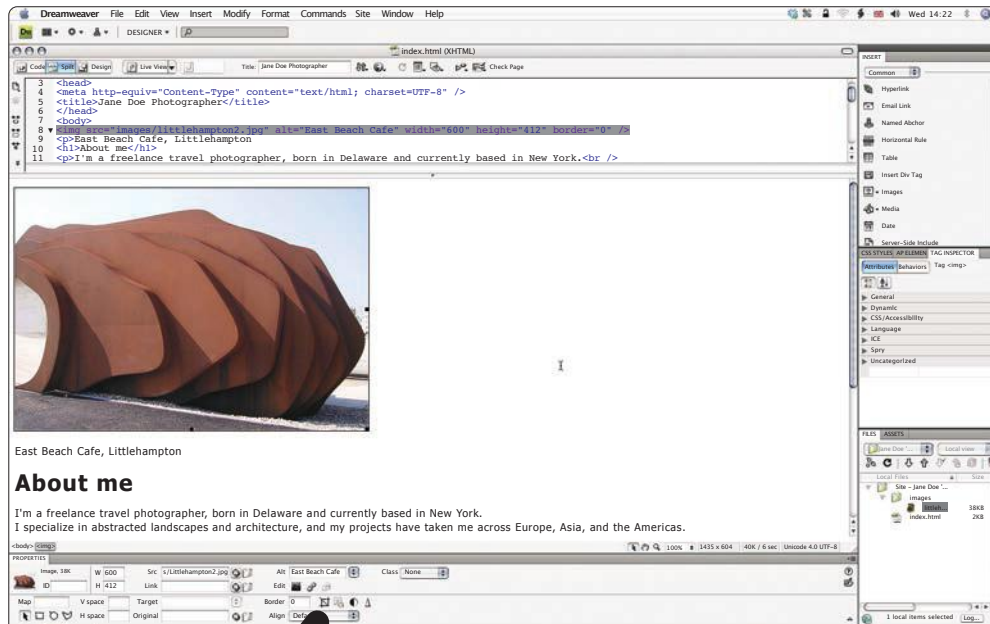 Dreamweaver File Edit View Insert Modify Format Commands Site Window Help
Wed 14:22
Dw DESIGNER
index.html (XHTML)
Code Split Design Live View Title: Jane Doe Photographer Check Page
3 <head>
4 <meta http-equiv="Content-Type" content="text/html; charset=UTF-8" />
5 <title>Jane Doe Photographer</title>
6 </head>
7 <body>
8 <img src="images/littlehampton2.jpg" alt="East Beach Cafe" width="600" height="412" border="0" />
9 <p>East Beach Cafe, Littlehampton
10 <h1>About me</h1>
11 <p>I'm a freelance travel photographer, born in Delaware and currently based in New York.<br />
East Beach Cafe, Littlehampton
About me
I'm a freelance travel photographer, born in Delaware and currently based in New York.
I specialize in abstracted landscapes and architecture, and my projects have taken me across Europe, Asia, and the Americas.
<body> <img>
100% 1435 x 604 40K / 6 sec Unicode 4.0 UTF-8
PROPERTIES
Image, 38K W 600 Src s/Littlehampton2.jpg Alt East Beach Cafe Class None
ID H 412 Link Edit
Map V space Target Border 0
H space Original Align
INSERT
Common
Hyperlink
Email Link
Named Abchor
Horizontal Rule
Table
Insert Div Tag
Images
Media
Date
Server-Side Include
CSS STYLES AP ELEMEN TAG INSPECTOR
Attributes Behaviors Tag <img>
General
Dynamic
CSS/Accessibility
Language
ICE
Spry
Uncategorized
FILES ASSETS
Jane Doe '... Local view
Local Files Size
Site - Jane Doe '...
images
littleh... 38KB
index.html 2KB
1 local items selected Log...